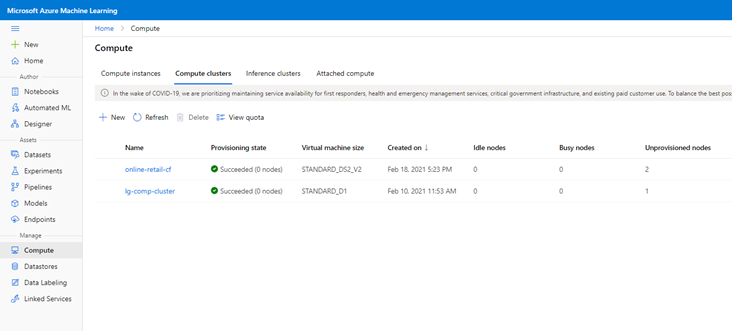 Microsoft Azure Machine Learning
Home > Compute
New
Home
Author
Notebooks
Automated ML
Designer
Assets
Datasets
Experiments
Pipelines
Models
Endpoints
Manage
Compute
Datastores
Data Labeling
Linked Services
Compute
Compute instances Compute clusters Inference clusters Attached compute
In the wake of COVID-19, we are prioritizing maintaining service availability for first responders, health and emergency management services, critical government infrastructure, and existing paid customer use. To balance the best pos
New Refresh Delete View quota
Name Provisioning state Virtual machine size Created on ↓ Idle nodes Busy nodes Unprovisioned nodes
online-retail-cf Succeeded (0 nodes) STANDARD_DS2_V2 Feb 18, 2021 5:23 PM 0 0 2
lg-comp-cluster Succeeded (0 nodes) STANDARD_D1 Feb 10, 2021 11:53 AM 0 0 1